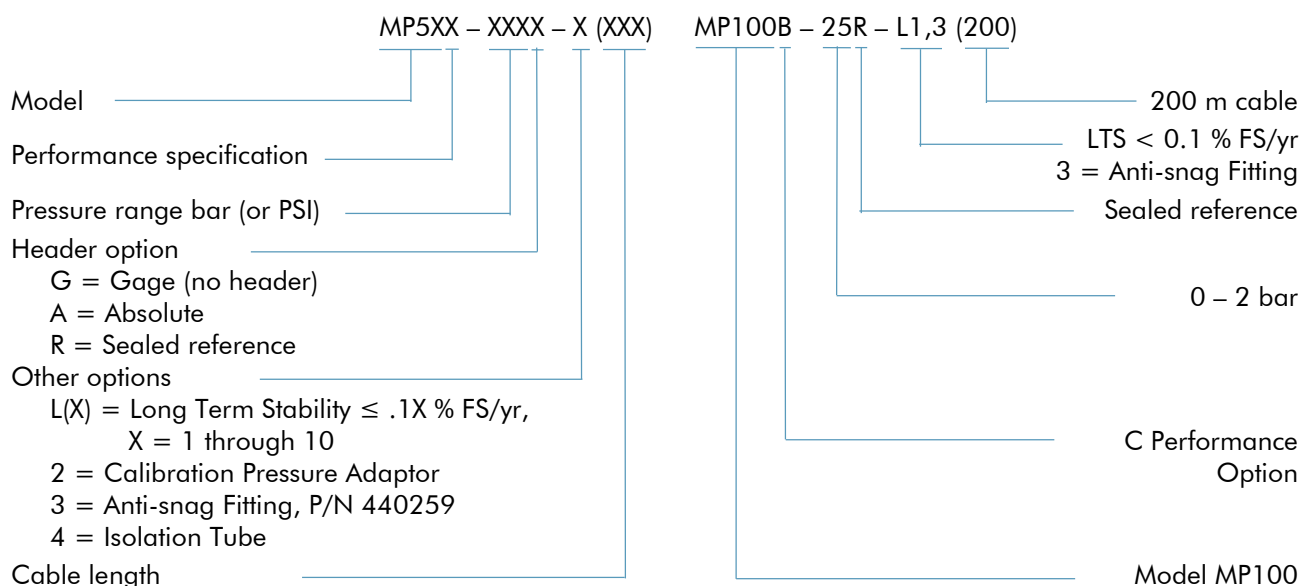 MP5XX – XXXX – X (XXX)
Model
Performance specification
Pressure range bar (or PSI)
Header option
G = Gage (no header)
A = Absolute
R = Sealed reference
Other options
L(X) = Long Term Stability ≤ .1X % FS/yr,
X = 1 through 10
2 = Calibration Pressure Adaptor
3 = Anti-snag Fitting, P/N 440259
4 = Isolation Tube
Cable length
MP100B – 25R – L1,3 (200)
200 m cable
LTS < 0.1 % FS/yr
3 = Anti-snag Fitting
Sealed reference
0 – 2 bar
C Performance
Option
Model MP100